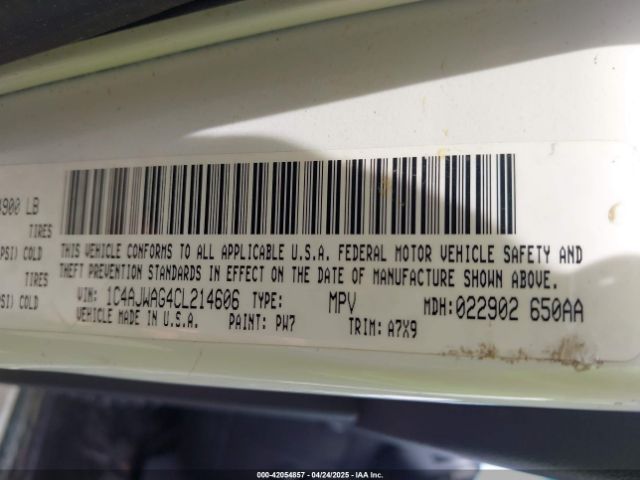 4900 LB
TIRES
PSI) COLD
TIRES
PSI) COLD
THIS VEHICLE CONFORMS TO ALL APPLICABLE U.S.A. FEDERAL MOTOR VEHICLE SAFETY AND
THEFT PREVENTION STANDARDS IN EFFECT ON THE DATE OF MANUFACTURE SHOWN ABOVE.
VIN: 1C4AJWAG4CL214606 TYPE: MPV MDH:022902 650AA
VEHICLE MADE IN U.S.A. PAINT: PW7 TRIM: A7X9
000-42054857 - 04/24/2025 - IAA Inc.